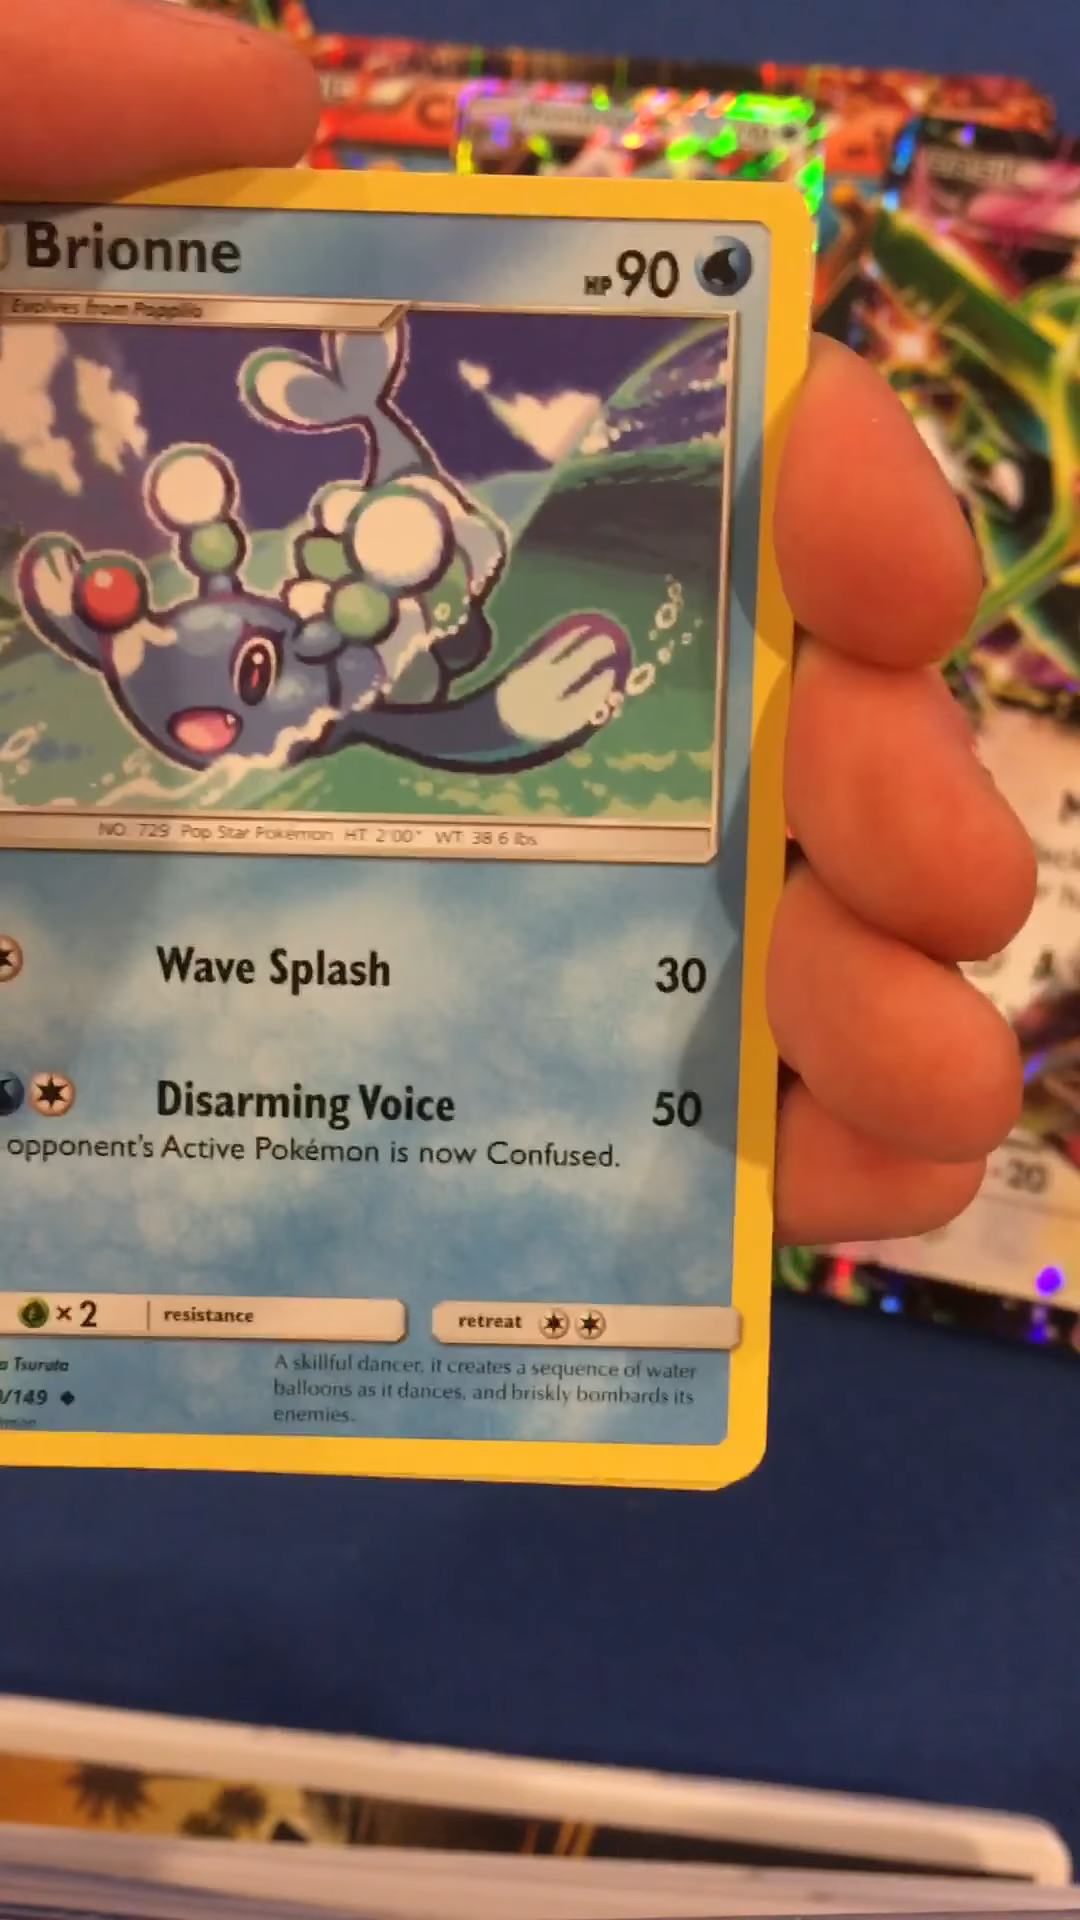 Brionne
HP 90
Evolves from Popplio
NO. 729 Pop Star Pokémon HT: 2'00" WT: 38.6 lbs
Wave Splash 30
Disarming Voice 50
opponent's Active Pokémon is now Confused.
×2 resistance
retreat
Tsuruta
/149
A skillful dancer, it creates a sequence of water
balloons as it dances, and briskly bombards its
enemies.
-20